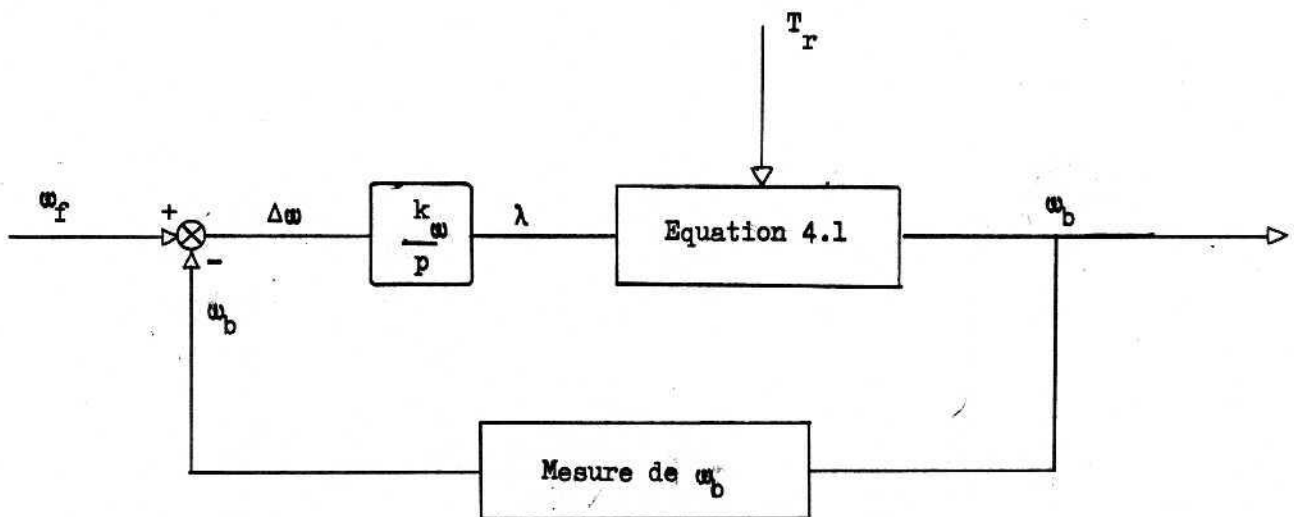 T_r
ω_f
+
Δω
k_ω
p
λ
Equation 4.1
ω_b
−
ω_b
Mesure de ω_b